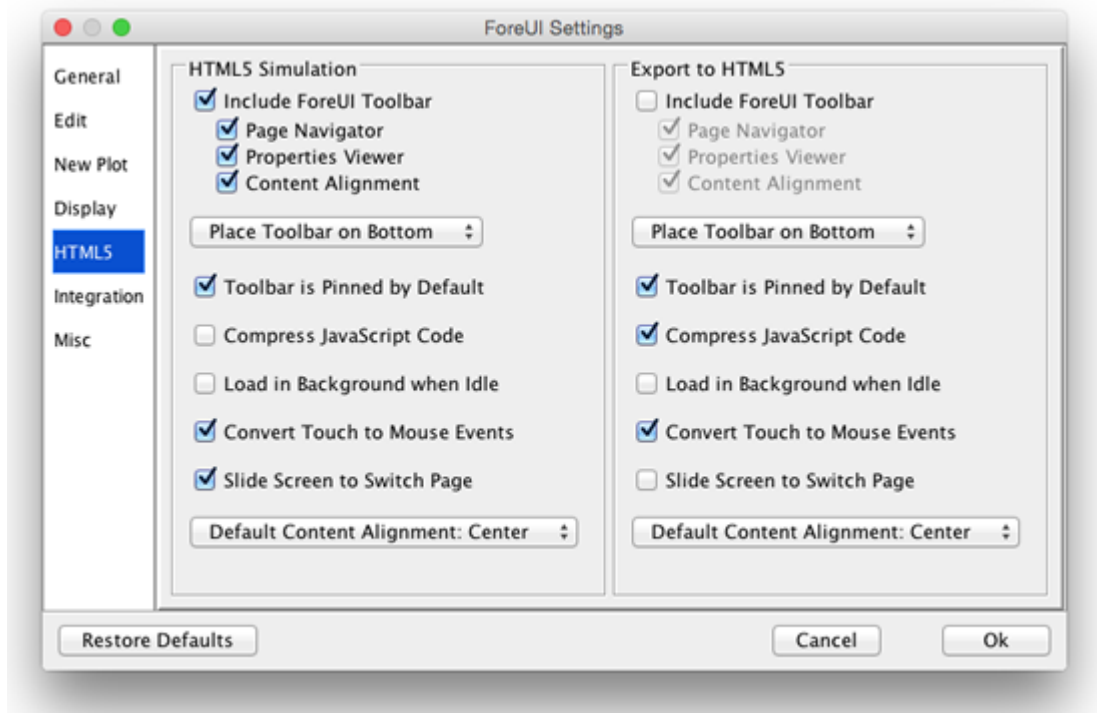 ForeUI Settings
General
Edit
New Plot
Display
HTML5
Integration
Misc
HTML5 Simulation
Include ForeUI Toolbar
Page Navigator
Properties Viewer
Content Alignment
Place Toolbar on Bottom
Toolbar is Pinned by Default
Compress JavaScript Code
Load in Background when Idle
Convert Touch to Mouse Events
Slide Screen to Switch Page
Default Content Alignment: Center
Export to HTML5
Include ForeUI Toolbar
Page Navigator
Properties Viewer
Content Alignment
Place Toolbar on Bottom
Toolbar is Pinned by Default
Compress JavaScript Code
Load in Background when Idle
Convert Touch to Mouse Events
Slide Screen to Switch Page
Default Content Alignment: Center
Restore Defaults
Cancel
Ok